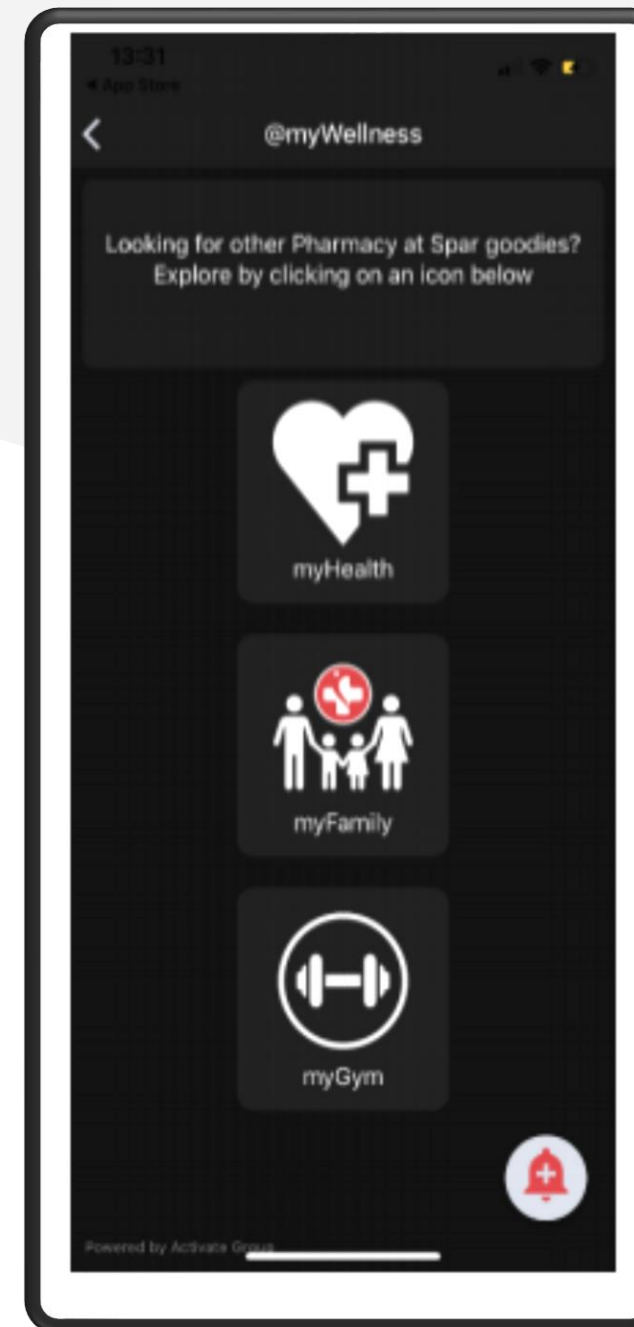 13:31
◀ App Store
@myWellness
Looking for other Pharmacy at Spar goodies?
Explore by clicking on an icon below
myHealth
myFamily
myGym
Powered by Activate Group